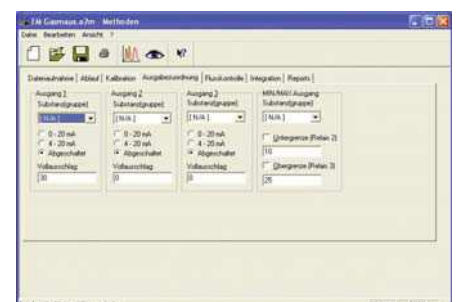 EM-Gasmaus.a7m - Methoden
Datei Bearbeiten Ansicht ?
Datenaufnahme Ablauf Kalibration Ausgabezuordnung Flusskontrolle Integration Reports
Ausgang 1 Ausgang 2 Ausgang 3 MIN/MAX Ausgang
Substanz(gruppe) Substanz(gruppe) Substanz(gruppe) Substanz(gruppe)
[ N/A ] [ N/A ] [ N/A ] [ N/A ]
0 - 20 mA 0 - 20 mA 0 - 20 mA Untergrenze (Relais 2)
4 - 20 mA 4 - 20 mA 4 - 20 mA 10
Abgeschaltet Abgeschaltet Abgeschaltet Obergrenze (Relais 3)
Vollausschlag Vollausschlag Vollausschlag 25
30 0 0